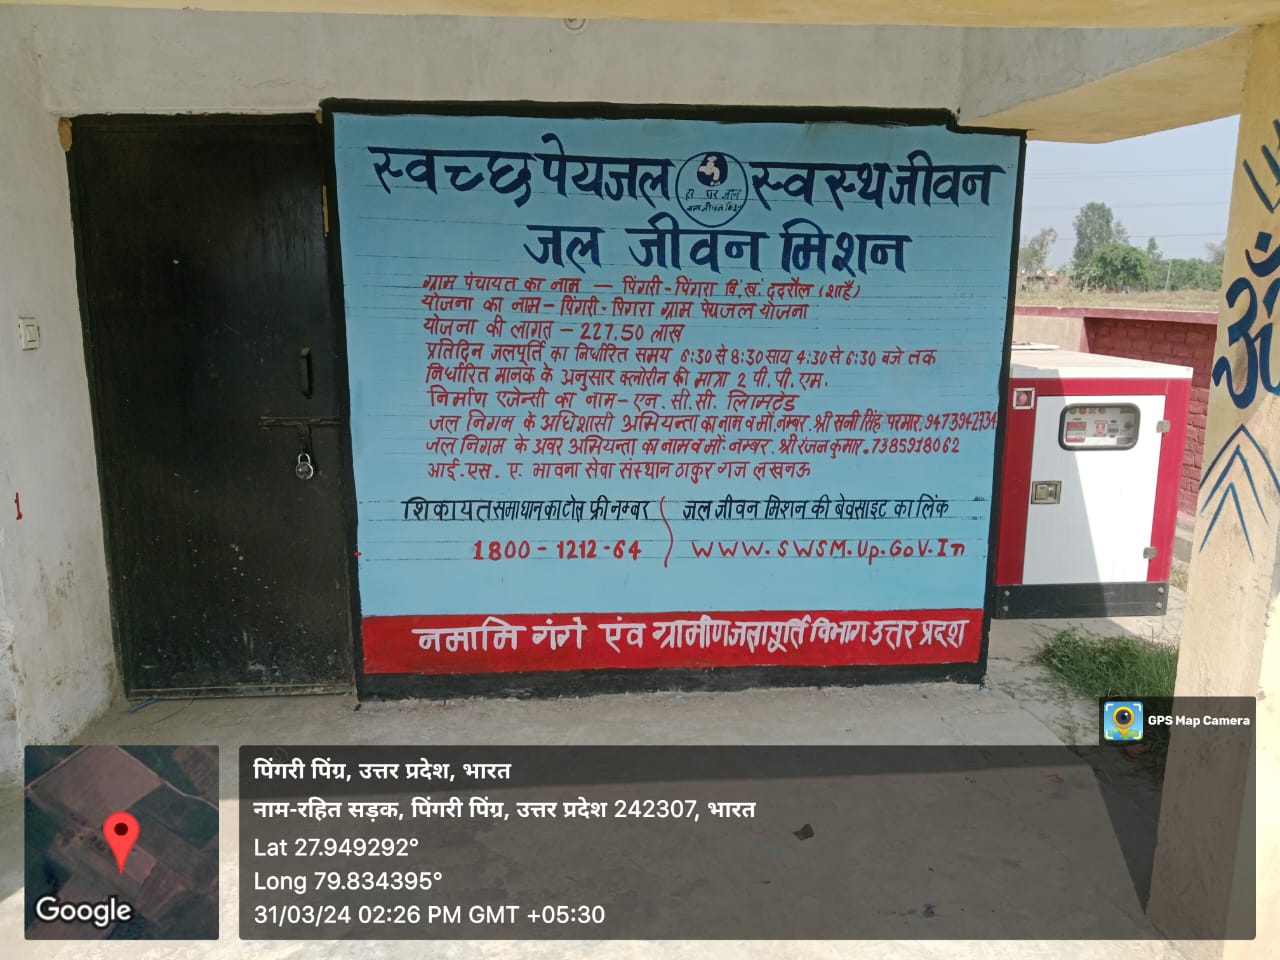 स्वच्छ पेयजल हर घर जल स्वस्थ जीवन
जल जीवन मिशन
ग्राम पंचायत का नाम — पिंगरी-पिंगरा वि.खं. ददरौल (शाहँ)
योजना का नाम - पिंगरी-पिगरा ग्राम पेयजल योजना
योजना की लागत - 227.50 लाख
प्रतिदिन जलपूर्ति का निर्धारित समय 6:30 से 8:30 साय 4:30 से 6:30 बजे तक
निर्धारित मानक के अनुसार क्लोरीन की मात्रा 2 पी.पी.एम.
निर्माण एजेन्सी का नाम - एन.सी.सी. लिमिटेड
जल निगम के अधिशासी अभियन्ता का नाम व मों. नम्बर. श्री सनी सिंह परमार.
जल निगम के अवर अभियन्ता का नाम व मों. नम्बर. श्री रंजन कुमार. 7385918062
आई.एस.ए. भावना सेवा संस्थान ठाकुर गज लखनऊ
शिकायत समाधान का टोल फ्री नम्बर
1800-1212-64
जल जीवन मिशन की बेवसाइट का लिंक
WWW.SWSM.Up.GoV.In
नमामि गंगे एंव ग्रामीण जलापूर्ति विभाग उत्तर प्रदेश
ॐ
1
GPS Map Camera
पिंगरी पिंग्र, उत्तर प्रदेश, भारत
नाम-रहित सड़क, पिंगरी पिंग्र, उत्तर प्रदेश 242307, भारत
Lat 27.949292°
Long 79.834395°
31/03/24 02:26 PM GMT +05:30
Google